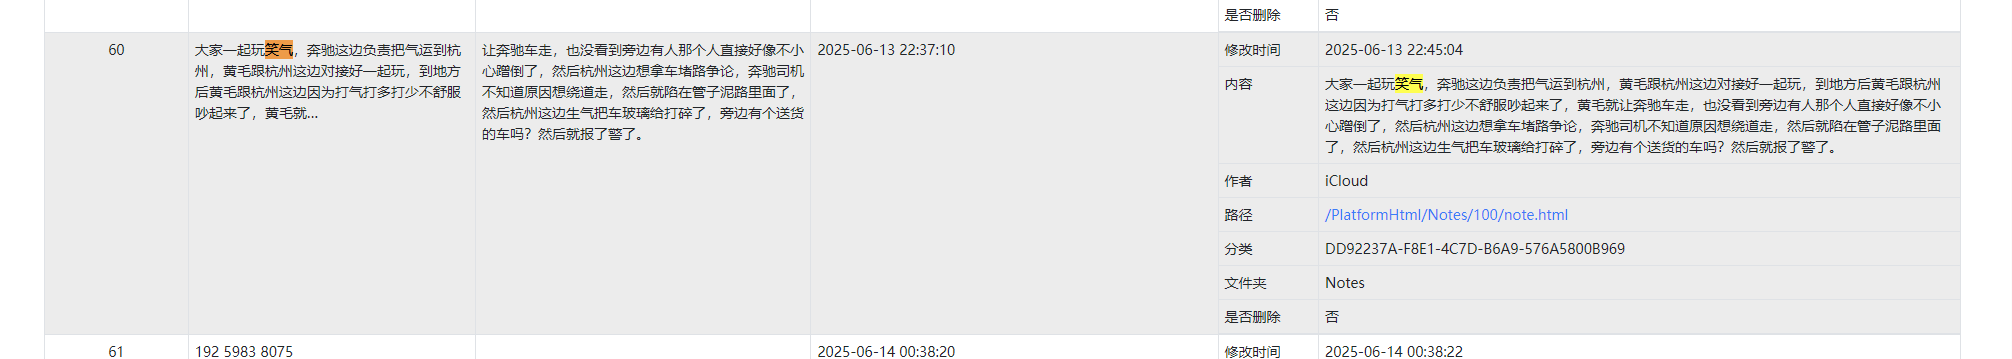 是否删除 否
60
大家一起玩笑气，奔驰这边负责把气运到杭
州，黄毛跟杭州这边对接好一起玩，到地方
后黄毛跟杭州这边因为打气打多打少不舒服
吵起来了，黄毛就...
让奔驰车走，也没看到旁边有人那个人直接好像不小
心蹭倒了，然后杭州这边想拿车堵路争论，奔驰司机
不知道原因想绕道走，然后就陷在管子泥路里面了，
然后杭州这边生气把车玻璃给打碎了，旁边有个送货
的车吗？然后就报了警了。
2025-06-13 22:37:10
修改时间 2025-06-13 22:45:04
内容
大家一起玩笑气，奔驰这边负责把气运到杭州，黄毛跟杭州这边对接好一起玩，到地方后黄毛跟杭州
这边因为打气打多打少不舒服吵起来了，黄毛就让奔驰车走，也没看到旁边有人那个人直接好像不小
心蹭倒了，然后杭州这边想拿车堵路争论，奔驰司机不知道原因想绕道走，然后就陷在管子泥路里面
了，然后杭州这边生气把车玻璃给打碎了，旁边有个送货的车吗？然后就报了警了。
作者 iCloud
路径 /PlatformHtml/Notes/100/note.html
分类 DD92237A-F8E1-4C7D-B6A9-576A5800B969
文件夹 Notes
是否删除 否
61 192 5983 8075 2025-06-14 00:38:20 修改时间 2025-06-14 00:38:22